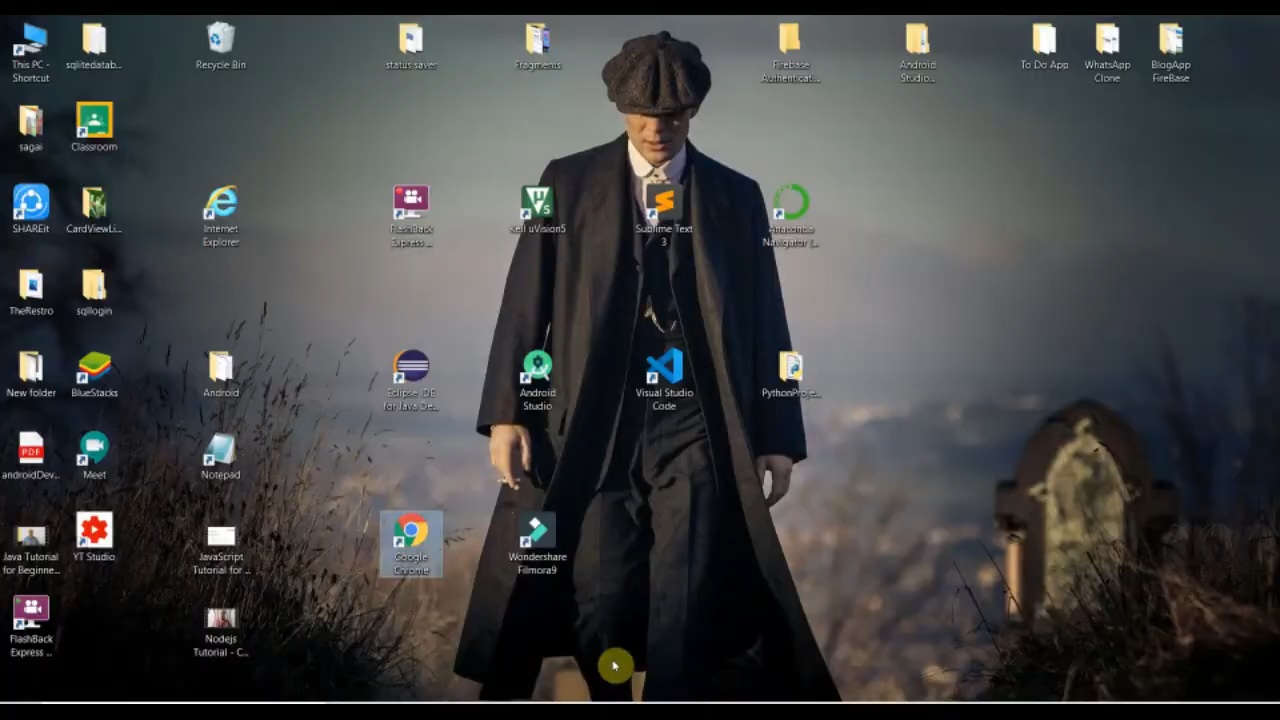 This PC -
Shortcut
sqlitedatab...
Recycle Bin
status saver
Fragments
Firebase
Authenticati...
Android
Studio...
To Do App
WhatsApp
Clone
BlogApp
FireBase
sagai
Classroom
SHAREit
CardViewLi...
Internet
Explorer
FlashBack
Express ...
Keil uVision5
Sublime Text
3
Anaconda
Navigator (...
TheRestro
sqllogin
New folder
BlueStacks
Android
Eclipse IDE
for Java De...
Android
Studio
Visual Studio
Code
PythonProje...
PDF
androidDev...
Meet
Notepad
Java Tutorial
for Beginne...
YT Studio
JavaScript
Tutorial for ...
Google
Chrome
Wondershare
Filmora9
FlashBack
Express ...
Nodejs
Tutorial - C...